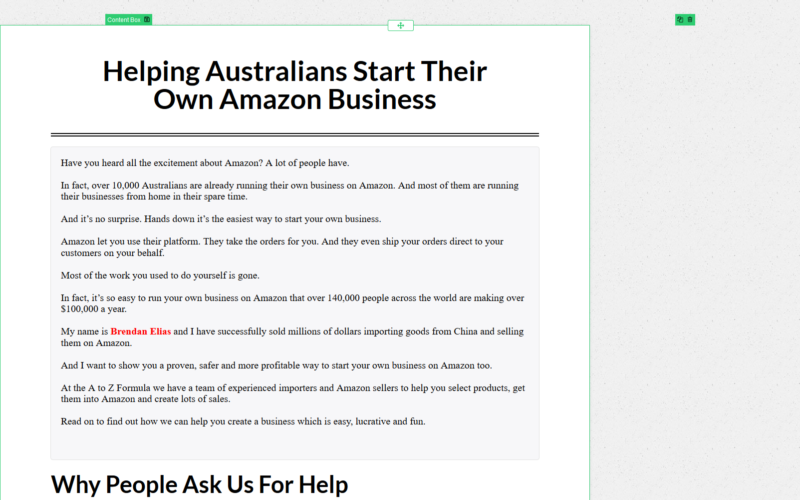 Content Box
Helping Australians Start Their
Own Amazon Business
Have you heard all the excitement about Amazon? A lot of people have.
In fact, over 10,000 Australians are already running their own business on Amazon. And most of them are running
their businesses from home in their spare time.
And it's no surprise. Hands down it's the easiest way to start your own business.
Amazon let you use their platform. They take the orders for you. And they even ship your orders direct to your
customers on your behalf.
Most of the work you used to do yourself is gone.
In fact, it's so easy to run your own business on Amazon that over 140,000 people across the world are making over
$100,000 a year.
My name is Brendan Elias and I have successfully sold millions of dollars importing goods from China and selling
them on Amazon.
And I want to show you a proven, safer and more profitable way to start your own business on Amazon too.
At the A to Z Formula we have a team of experienced importers and Amazon sellers to help you select products, get
them into Amazon and create lots of sales.
Read on to find out how we can help you create a business which is easy, lucrative and fun.
Why People Ask Us For Help